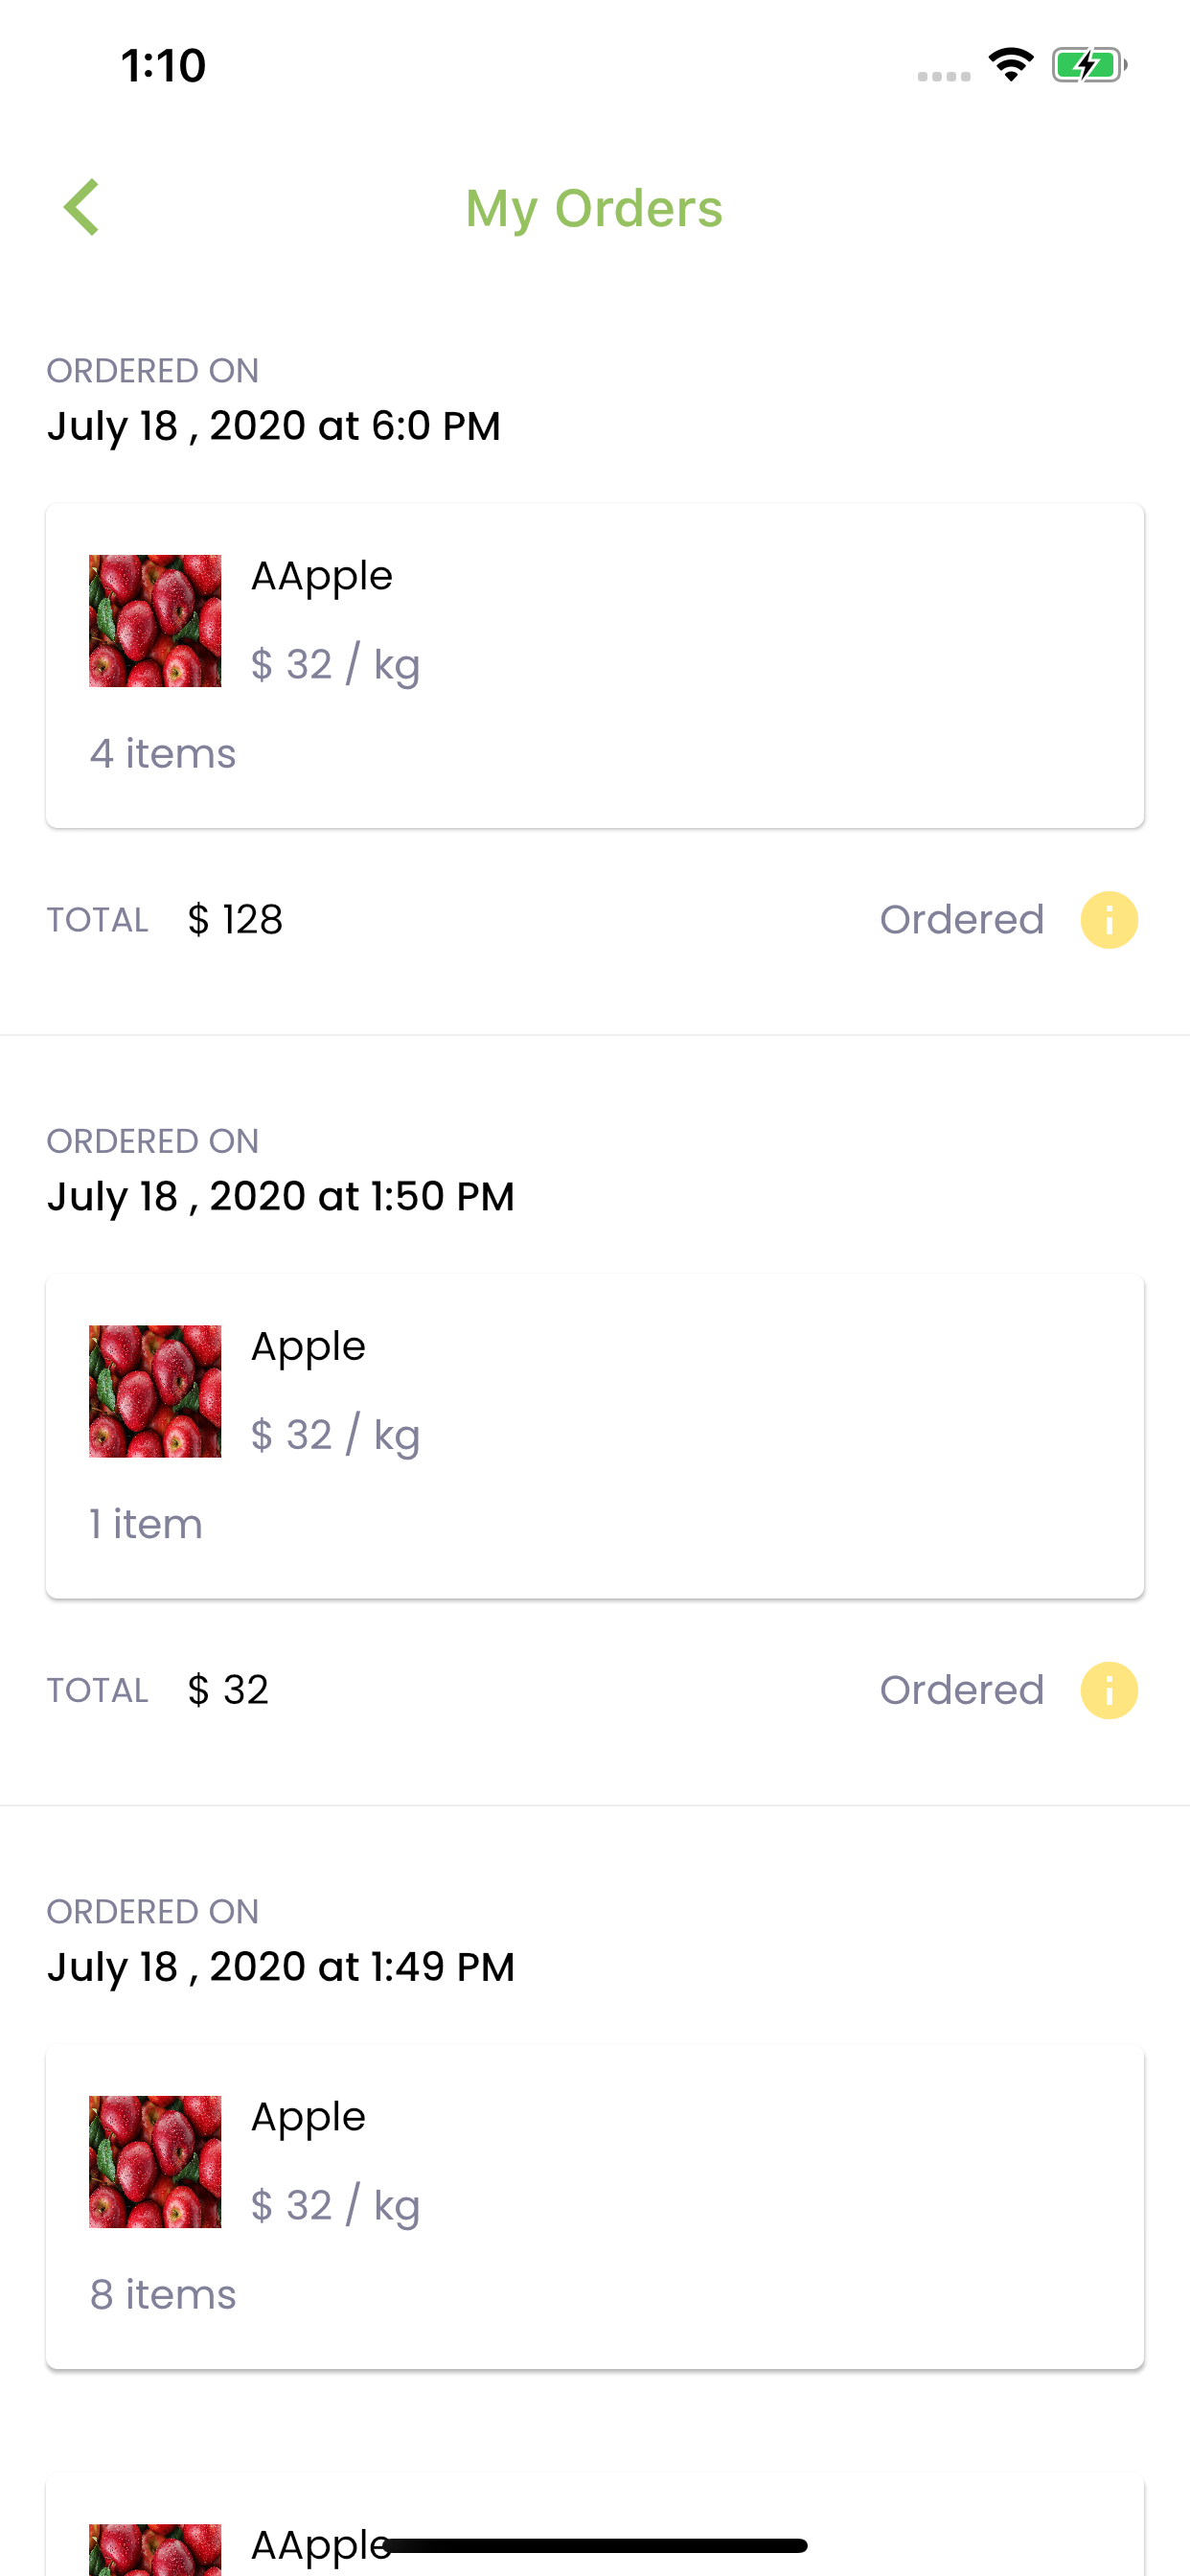 1:10
My Orders
ORDERED ON
July 18 , 2020 at 6:0 PM
AApple
$ 32 / kg
4 items
TOTAL $ 128 Ordered
ORDERED ON
July 18 , 2020 at 1:50 PM
Apple
$ 32 / kg
1 item
TOTAL $ 32 Ordered
ORDERED ON
July 18 , 2020 at 1:49 PM
Apple
$ 32 / kg
8 items
AApple